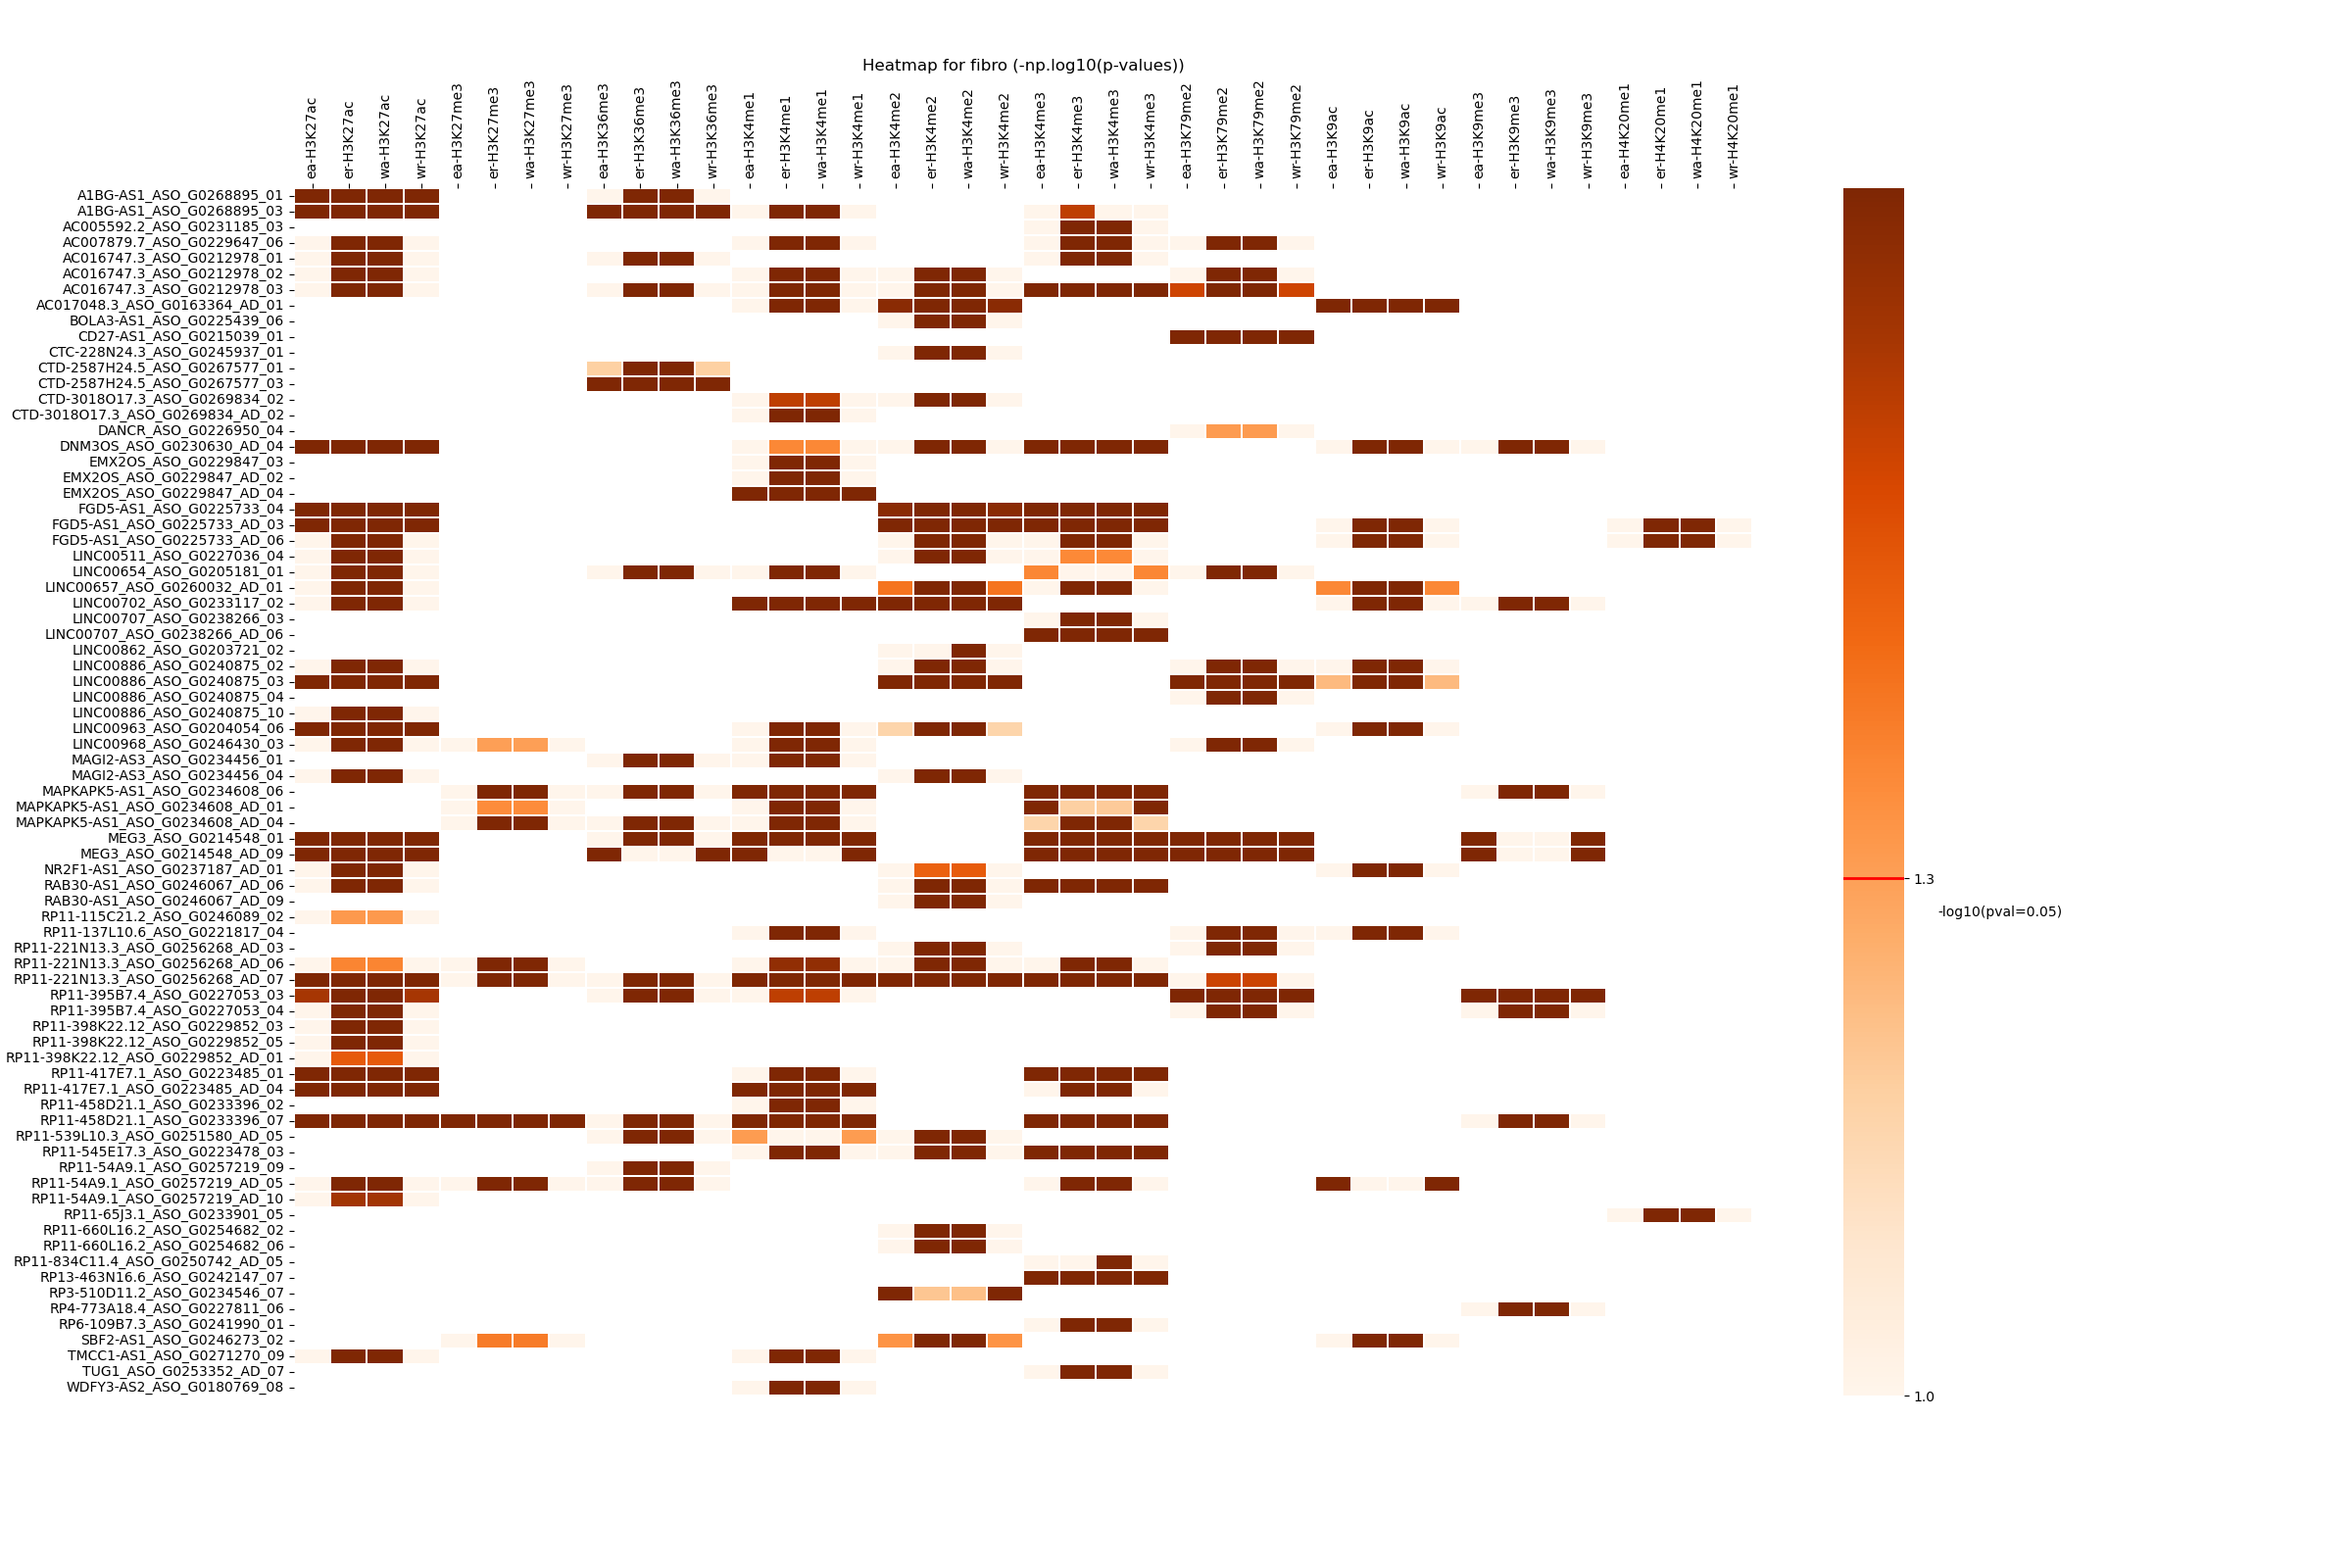 Heatmap for fibro (-np.log10(p-values))
ea-H3K27ac
er-H3K27ac
wa-H3K27ac
wr-H3K27ac
ea-H3K27me3
er-H3K27me3
wa-H3K27me3
wr-H3K27me3
ea-H3K36me3
er-H3K36me3
wa-H3K36me3
wr-H3K36me3
ea-H3K4me1
er-H3K4me1
wa-H3K4me1
wr-H3K4me1
ea-H3K4me2
er-H3K4me2
wa-H3K4me2
wr-H3K4me2
ea-H3K4me3
er-H3K4me3
wa-H3K4me3
wr-H3K4me3
ea-H3K79me2
er-H3K79me2
wa-H3K79me2
wr-H3K79me2
ea-H3K9ac
er-H3K9ac
wa-H3K9ac
wr-H3K9ac
ea-H3K9me3
er-H3K9me3
wa-H3K9me3
wr-H3K9me3
ea-H4K20me1
er-H4K20me1
wa-H4K20me1
wr-H4K20me1
A1BG-AS1_ASO_G0268895_01
A1BG-AS1_ASO_G0268895_03
AC005592.2_ASO_G0231185_03
AC007879.7_ASO_G0229647_06
AC016747.3_ASO_G0212978_01
AC016747.3_ASO_G0212978_02
AC016747.3_ASO_G0212978_03
AC017048.3_ASO_G0163364_AD_01
BOLA3-AS1_ASO_G0225439_06
CD27-AS1_ASO_G0215039_01
CTC-228N24.3_ASO_G0245937_01
CTD-2587H24.5_ASO_G0267577_01
CTD-2587H24.5_ASO_G0267577_03
CTD-3018O17.3_ASO_G0269834_02
CTD-3018O17.3_ASO_G0269834_AD_02
DANCR_ASO_G0226950_04
DNM3OS_ASO_G0230630_AD_04
EMX2OS_ASO_G0229847_03
EMX2OS_ASO_G0229847_AD_02
EMX2OS_ASO_G0229847_AD_04
FGD5-AS1_ASO_G0225733_04
FGD5-AS1_ASO_G0225733_AD_03
FGD5-AS1_ASO_G0225733_AD_06
LINC00511_ASO_G0227036_04
LINC00654_ASO_G0205181_01
LINC00657_ASO_G0260032_AD_01
LINC00702_ASO_G0233117_02
LINC00707_ASO_G0238266_03
LINC00707_ASO_G0238266_AD_06
LINC00862_ASO_G0203721_02
LINC00886_ASO_G0240875_02
LINC00886_ASO_G0240875_03
LINC00886_ASO_G0240875_04
LINC00886_ASO_G0240875_10
LINC00963_ASO_G0204054_06
LINC00968_ASO_G0246430_03
MAGI2-AS3_ASO_G0234456_01
MAGI2-AS3_ASO_G0234456_04
MAPKAPK5-AS1_ASO_G0234608_06
MAPKAPK5-AS1_ASO_G0234608_AD_01
MAPKAPK5-AS1_ASO_G0234608_AD_04
MEG3_ASO_G0214548_01
MEG3_ASO_G0214548_AD_09
NR2F1-AS1_ASO_G0237187_AD_01
RAB30-AS1_ASO_G0246067_AD_06
RAB30-AS1_ASO_G0246067_AD_09
RP11-115C21.2_ASO_G0246089_02
RP11-137L10.6_ASO_G0221817_04
RP11-221N13.3_ASO_G0256268_AD_03
RP11-221N13.3_ASO_G0256268_AD_06
RP11-221N13.3_ASO_G0256268_AD_07
RP11-395B7.4_ASO_G0227053_03
RP11-395B7.4_ASO_G0227053_04
RP11-398K22.12_ASO_G0229852_03
RP11-398K22.12_ASO_G0229852_05
RP11-398K22.12_ASO_G0229852_AD_01
RP11-417E7.1_ASO_G0223485_01
RP11-417E7.1_ASO_G0223485_AD_04
RP11-458D21.1_ASO_G0233396_02
RP11-458D21.1_ASO_G0233396_07
RP11-539L10.3_ASO_G0251580_AD_05
RP11-545E17.3_ASO_G0223478_03
RP11-54A9.1_ASO_G0257219_09
RP11-54A9.1_ASO_G0257219_AD_05
RP11-54A9.1_ASO_G0257219_AD_10
RP11-65J3.1_ASO_G0233901_05
RP11-660L16.2_ASO_G0254682_02
RP11-660L16.2_ASO_G0254682_06
RP11-834C11.4_ASO_G0250742_AD_05
RP13-463N16.6_ASO_G0242147_07
RP3-510D11.2_ASO_G0234546_07
RP4-773A18.4_ASO_G0227811_06
RP6-109B7.3_ASO_G0241990_01
SBF2-AS1_ASO_G0246273_02
TMCC1-AS1_ASO_G0271270_09
TUG1_ASO_G0253352_AD_07
WDFY3-AS2_ASO_G0180769_08
1.3
-log10(pval=0.05)
1.0